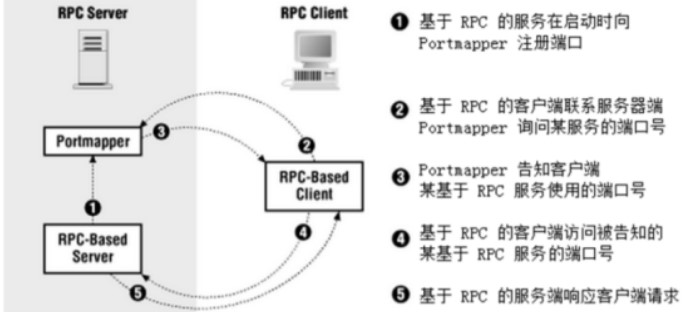 RPC Server
RPC Client
Portmapper
RPC-Based
Client
RPC-Based
Server
1
2
3
4
5
❶ 基于 RPC 的服务在启动时向
Portmapper 注册端口
❷ 基于 RPC 的客户端联系服务器端
Portmapper 询问某服务的端口号
❸ Portmapper 告知客户端
某基于 RPC 服务使用的端口号
❹ 基于 RPC 的客户端访问被告知的
某基于 RPC 服务的端口号
❺ 基于 RPC 的服务端响应客户端请求